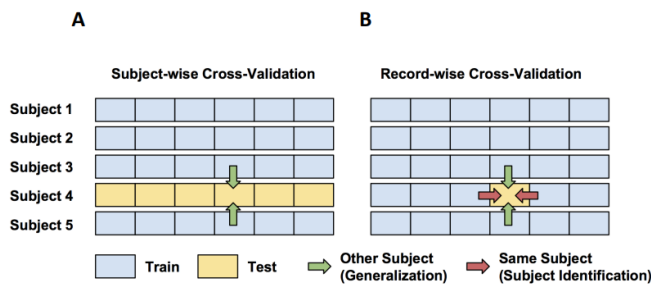 A
B
Subject-wise Cross-Validation
Record-wise Cross-Validation
Subject 1
Subject 2
Subject 3
Subject 4
Subject 5
Train
Test
Other Subject
(Generalization)
Same Subject
(Subject Identification)